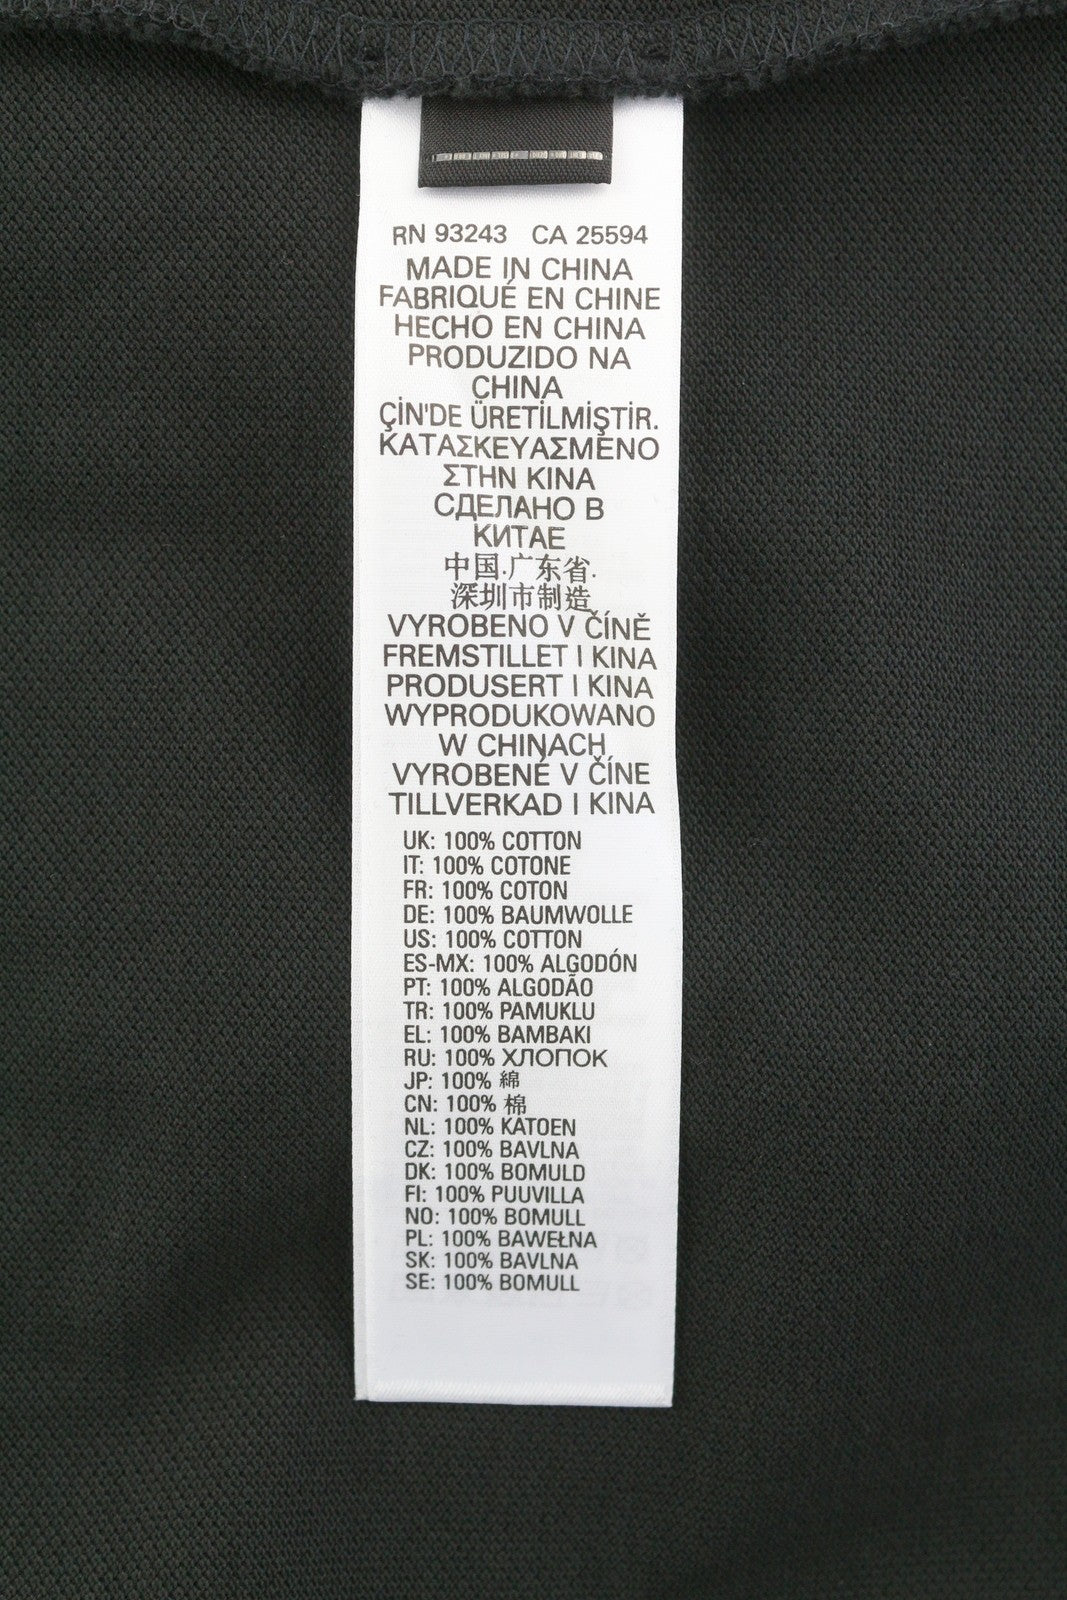 RN 93243 CA 25594
MADE IN CHINA
FABRIQUÉ EN CHINE
HECHO EN CHINA
PRODUZIDO NA
CHINA
ÇİN'DE ÜRETİLMİŞTİR.
ΚΑΤΑΣΚΕΥΑΣΜΕΝΟ
ΣΤΗΝ ΚΙΝΑ
СДЕЛАНО В
КИТАЕ
中国.广东省.
深圳市制造
VYROBENO V ČÍNĚ
FREMSTILLET I KINA
PRODUSERT I KINA
WYPRODUKOWANO
W CHINACH
VYROBENÉ V ČÍNE
TILLVERKAD I KINA
UK: 100% COTTON
IT: 100% COTONE
FR: 100% COTON
DE: 100% BAUMWOLLE
US: 100% COTTON
ES-MX: 100% ALGODÓN
PT: 100% ALGODÃO
TR: 100% PAMUKLU
EL: 100% ΒΑΜΒΑΚΙ
RU: 100% ХЛОПОК
JP: 100% 綿
CN: 100% 棉
NL: 100% KATOEN
CZ: 100% BAVLNA
DK: 100% BOMULD
FI: 100% PUUVILLA
NO: 100% BOMULL
PL: 100% BAWEŁNA
SK: 100% BAVLNA
SE: 100% BOMULL